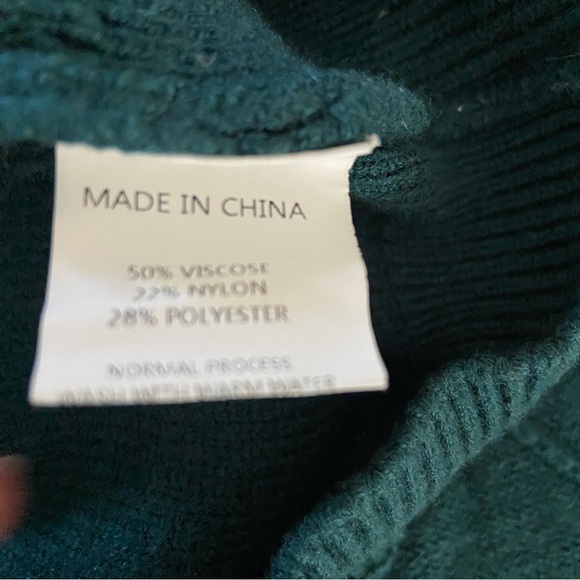 MADE IN CHINA
50% VISCOSE
22% NYLON
28% POLYESTER
NORMAL PROCESS
WASH WITH WARM WATER